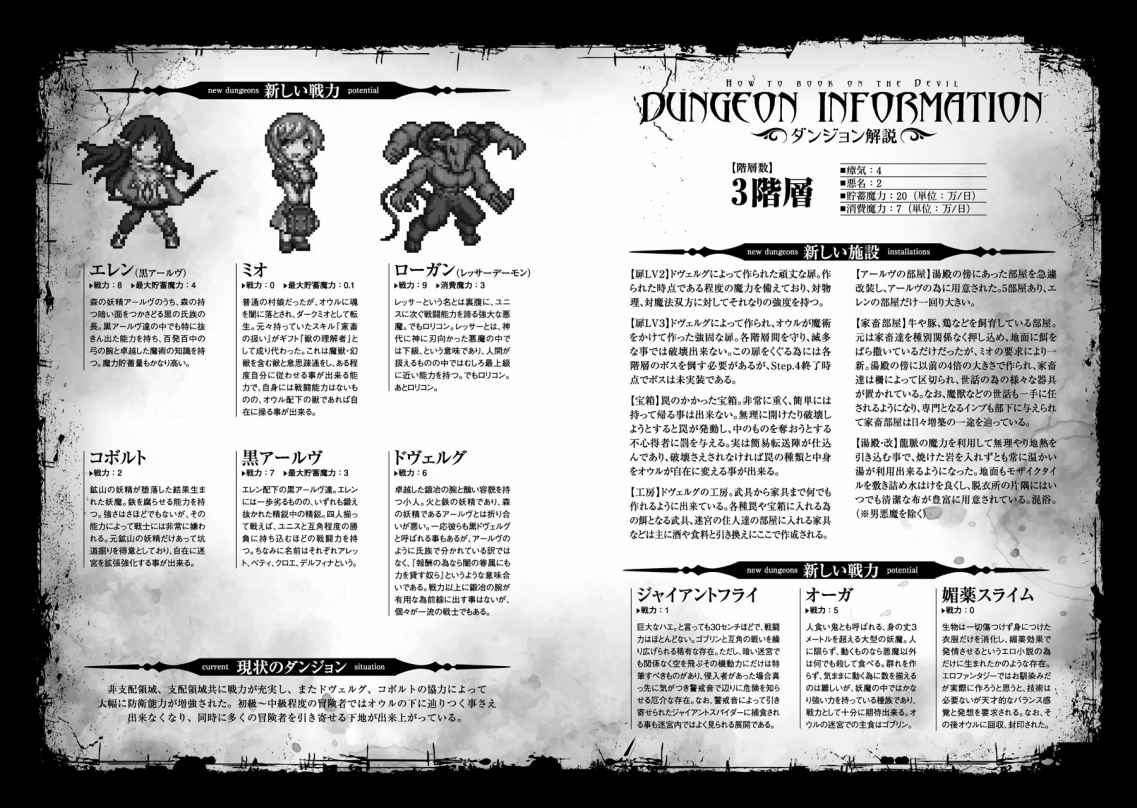 HOW TO BOOK ON THE DEVIL
DUNGEON INFORMATION
ダンジョン解説
【階層数】
3階層
■瘴気：4
■悪名：2
■貯蓄魔力：20（単位：万/日）
■消費魔力：7（単位：万/日）
new dungeons 新しい施設 installations
【扉LV2】ドヴェルグによって作られた頑丈な扉。作
られた時点である程度の魔力を備えており、対物
理、対魔法双方に対してそれなりの強度を持つ。
【扉LV3】ドヴェルグによって作られ、オウルが魔術
をかけて作った強固な扉。各階層間を守り、滅多
な事では破壊出来ない。この扉をくぐる為には各
階層のボスを倒す必要があるが、Step.4終了時
点でボスは未実装である。
【宝箱】罠のかかった宝箱。非常に重く、簡単には
持って帰る事は出来ない。無理に開けたり破壊し
ようとすると罠が発動し、中のものを奪おうとする
不心得者に罰を与える。実は簡易転送陣が仕込
んであり、破壊さえされなければ罠の種類と中身
をオウルが自在に変える事が出来る。
【工房】ドヴェルグの工房。武具から家具まで何でも
作れるように出来ている。各種罠や宝箱に入れる為
の餌となる武具、迷宮の住人達の部屋に入れる家具
などは主に酒や食料と引き換えにここで作成される。
【アールヴの部屋】湯殿の傍にあった部屋を急遽
改装し、アールヴの為に用意された。5部屋あり、エ
レンの部屋だけ一回り大きい。
【家畜部屋】牛や豚、鶏などを飼育している部屋。
元は家畜達を種別関係なく押し込め、地面に餌を
ばら撒いているだけだったが、ミオの要求により一
新。湯殿の傍に以前の4倍の大きさで作られ、家畜
達は柵によって区切られ、世話の為の様々な器具
が置かれている。なお、魔獣などの世話も一手に任
されるようになり、専門となるインプも部下に与えられ
て家畜部屋は日々増築の一途を辿っている。
【湯殿・改】龍脈の魔力を利用して無理やり地熱を
引き込む事で、焼けた岩を入れずとも常に温かい
湯が利用出来るようになった。地面もモザイクタイ
ルを敷き詰め水はけを良くし、脱衣所の片隅にはい
つでも清潔な布が豊富に用意されている。混浴。
（※男悪魔を除く）
new dungeons 新しい戦力 potential
ジャイアントフライ
▶戦力：1
巨大なハエ。と言っても30センチほどで、戦闘
力はほとんどない。ゴブリンと互角の戦いを繰
り広げられる稀有な存在。ただし、暗い迷宮で
も関係なく空を飛ぶその機動力にだけは特
筆すべきものがあり、侵入者があった場合真
っ先に気がつき警戒音で辺りに危険を知ら
せる厄介な存在。なお、警戒音によって引き
寄せられたジャイアントスパイダーに捕食され
る事も迷宮内ではよく見られる展開である。
オーガ
▶戦力：5
人食い鬼とも呼ばれる、身の丈3
メートルを超える大型の妖魔。人
に限らず、動くものなら悪魔以外
は何でも殺して食べる。群れを作
らず、気ままに動く為に数を揃える
のは難しいが、妖魔の中ではかな
り強い力を持っている種族であり、
戦力として十分に期待出来る。オ
ウルの迷宮での主食はゴブリン。
媚薬スライム
▶戦力：0
生物は一切傷つけず身につけた
衣服だけを消化し、媚薬効果で
発情させるというエロ小説の為
だけに生まれたかのような存在。
エロファンタジーではお馴染みだ
が実際に作ろうと思うと、技術は
必要ないが天才的なバランス感
覚と発想を要求される。なお、そ
の後オウルに回収、封印された。
new dungeons 新しい戦力 potential
エレン（黒アールヴ）
▶戦力：8 ▶最大貯蓄魔力：4
森の妖精アールヴのうち、森の持
つ暗い面をつかさどる黒の氏族の
長。黒アールヴ達の中でも特に抜
きん出た能力を持ち、百発百中の
弓の腕と卓越した魔術の知識を持
つ。魔力貯蓄量もかなり高い。
ミオ
▶戦力：0 ▶最大貯蓄魔力：0.1
普通の村娘だったが、オウルに魂
を闇に落とされ、ダークミオとして転
生。元々持っていたスキル「家畜
の扱い」がギフト「獣の理解者」と
して成り代わった。これは魔獣・幻
獣を含む獣と意思疎通をし、ある程
度自分に従わせる事が出来る能
力で、自身には戦闘能力はないも
のの、オウル配下の獣であれば自
在に操る事が出来る。
ローガン（レッサーデーモン）
▶戦力：9 ▶消費魔力：3
レッサーという名とは裏腹に、ユニ
スに次ぐ戦闘能力を誇る強大な悪
魔。でもロリコン。レッサーとは、神
代に神に刃向かった悪魔の中で
は下級、という意味であり、人間が
扱えるものの中ではむしろ最上級
に近い能力を持つ。でもロリコン。
あとロリコン。
コボルト
▶戦力：2
鉱山の妖精が堕落した結果生ま
れた妖魔。鉄を腐らせる能力を持
つ。強さはさほどでもないが、その
能力によって戦士には非常に嫌わ
れる。元鉱山の妖精だけあって坑
道掘りを得意としており、自在に迷
宮を拡張強化する事が出来る。
黒アールヴ
▶戦力：7 ▶最大貯蓄魔力：3
エレン配下の黒アールヴ達。エレン
には一歩劣るものの、いずれも鍛え
抜かれた精鋭中の精鋭。四人揃っ
て戦えば、ユニスと互角程度の勝
負に持ち込むほどの戦闘力を持
つ。ちなみに名前はそれぞれアレッ
ト、ベティ、クロエ、デルフィナという。
ドヴェルグ
▶戦力：6
卓越した鍛冶の腕と醜い容貌を持
つ小人。火と鉄の妖精であり、森
の妖精であるアールヴとは折り合
いが悪い。一応彼らも黒ドヴェルグ
と呼ばれる事もあるが、アールヴの
ように氏族で分かれている訳では
なく、「報酬の為なら闇の眷属にも
力を貸す奴ら」というような意味合
いである。戦力以上に鍛冶の腕が
有用な為前線に出す事はないが、
個々が一流の戦士でもある。
current 現状のダンジョン situation
非支配領域、支配領域共に戦力が充実し、またドヴェルグ、コボルトの協力によって
大幅に防衛能力が増強された。初級～中級程度の冒険者ではオウルの下に辿りつく事さえ
出来なくなり、同時に多くの冒険者を引き寄せる下地が出来上がっている。